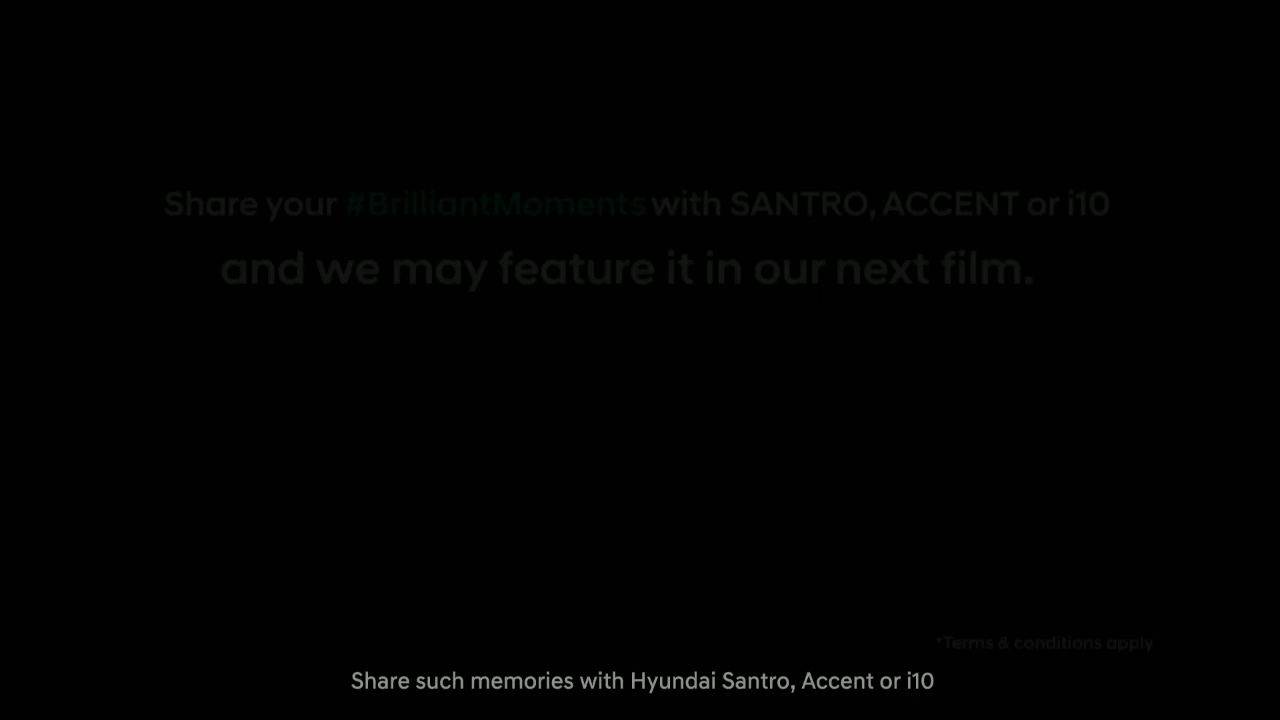 Share your #BrilliantMoments with SANTRO, ACCENT or i10
and we may feature it in our next film.
*Terms & conditions apply
Share such memories with Hyundai Santro, Accent or i10